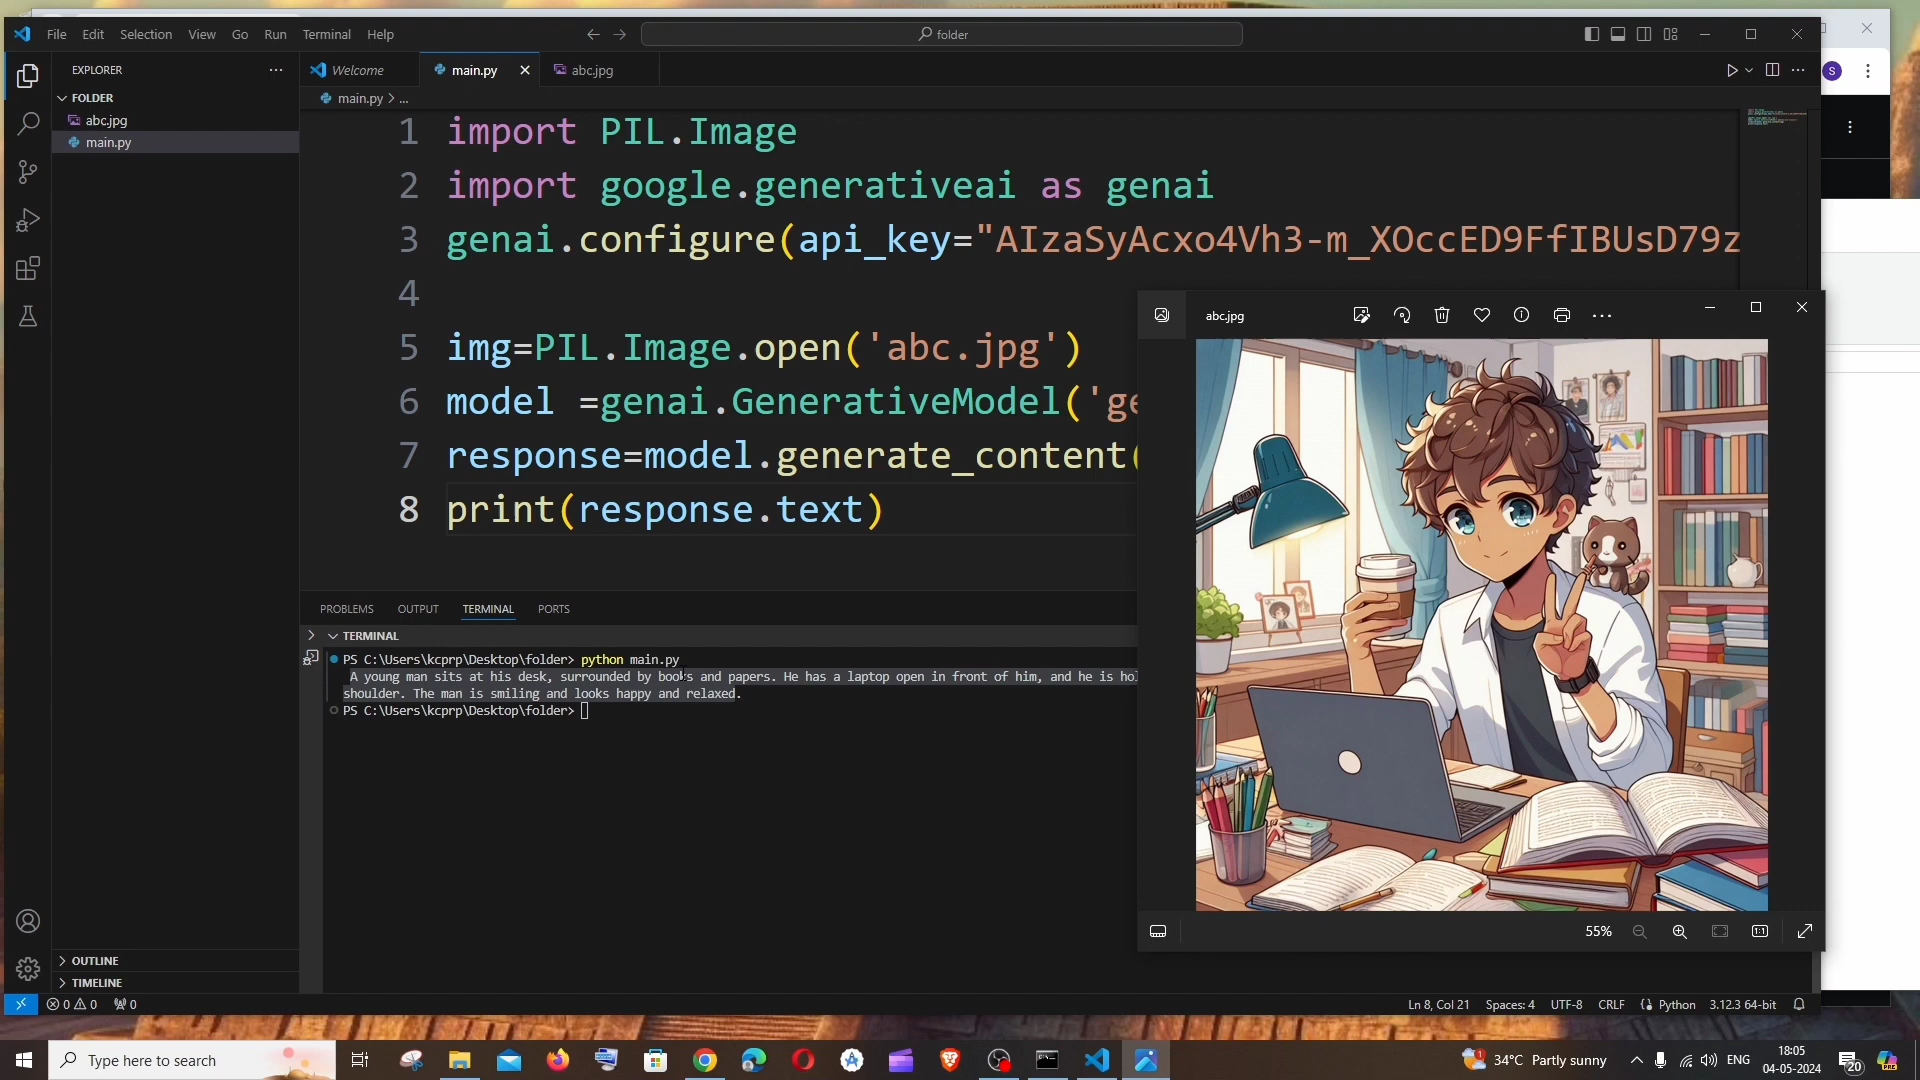 File Edit Selection View Go Run Terminal Help
folder
EXPLORER
Welcome
main.py
abc.jpg
FOLDER
abc.jpg
main.py
main.py > ...
1 import PIL.Image
2 import google.generativeai as genai
3 genai.configure(api_key="AIzaSyAcxo4Vh3-m_XOccED9FfIBUsD79z
4
5 img=PIL.Image.open('abc.jpg')
6 model =genai.GenerativeModel('ge
7 response=model.generate_content(
8 print(response.text)
PROBLEMS OUTPUT TERMINAL PORTS
TERMINAL
PS C:\Users\kcprp\Desktop\folder> python main.py
A young man sits at his desk, surrounded by books and papers. He has a laptop open in front of him, and he is hol
shoulder. The man is smiling and looks happy and relaxed.
PS C:\Users\kcprp\Desktop\folder>
abc.jpg
55%
1:1
S
OUTLINE
TIMELINE
0 0 0
Ln 8, Col 21 Spaces: 4 UTF-8 CRLF Python 3.12.3 64-bit
Type here to search
34°C Partly sunny
ENG
18:05
04-05-2024
20
PRE